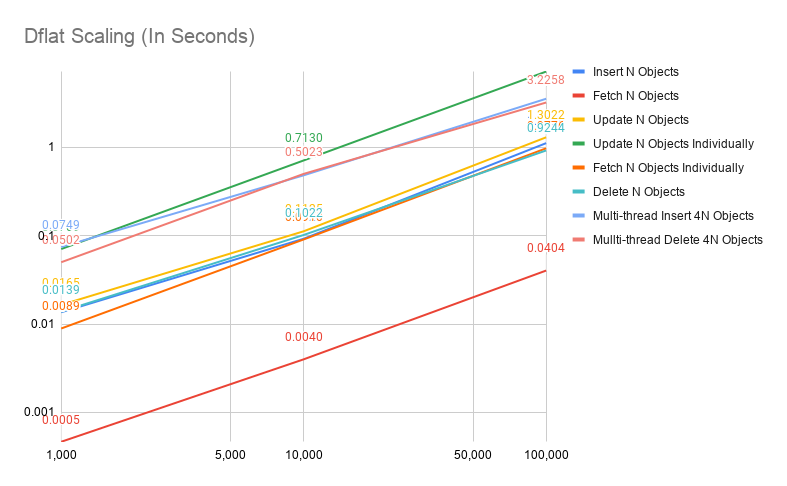 Dflat Scaling (In Seconds)
1
0.1
0.01
0.001
1,000
5,000
10,000
50,000
100,000
0.0749
0.0502
0.0165
0.0139
0.0089
0.0005
0.7130
0.5023
0.1022
0.0040
3.2258
1.3022
0.9244
0.0404
Insert N Objects
Fetch N Objects
Update N Objects
Update N Objects Individually
Fetch N Objects Individually
Delete N Objects
Multi-thread Insert 4N Objects
Mullti-thread Delete 4N Objects